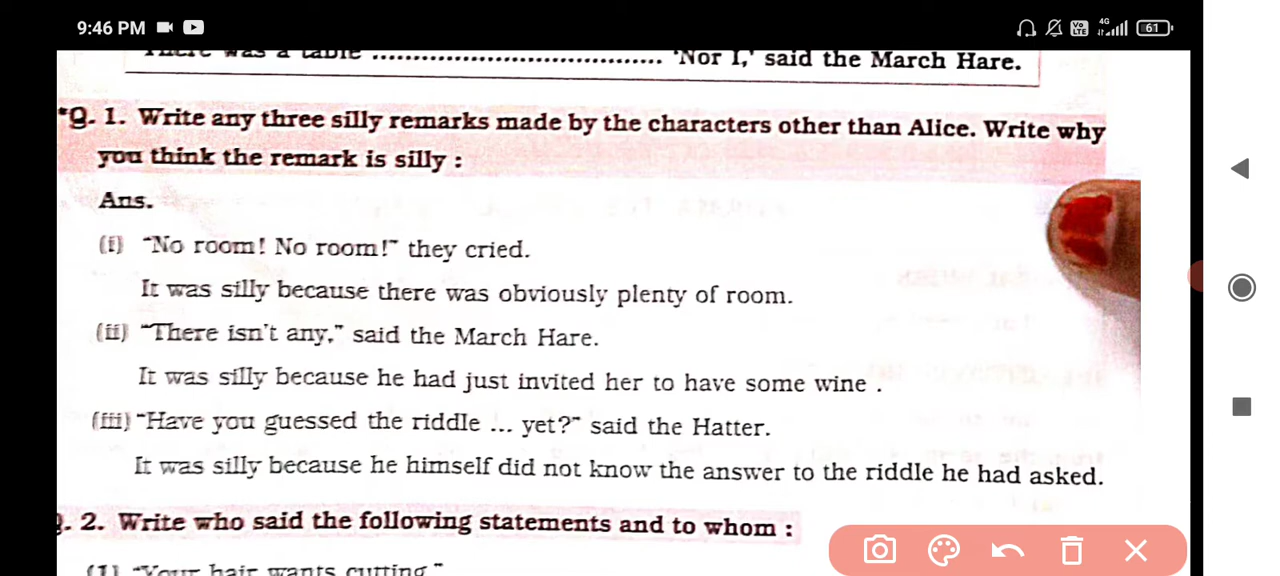 9:46 PM
Vo LTE 4G 61
There was a table ...................................... 'Nor I,' said the March Hare.
*Q. 1. Write any three silly remarks made by the characters other than Alice. Write why
you think the remark is silly :
Ans.
(i) "No room! No room!" they cried.
It was silly because there was obviously plenty of room.
(ii) "There isn't any," said the March Hare.
It was silly because he had just invited her to have some wine .
(iii) "Have you guessed the riddle ... yet?" said the Hatter.
It was silly because he himself did not know the answer to the riddle he had asked.
Q. 2. Write who said the following statements and to whom :
(1) "Your hair wants cutting."